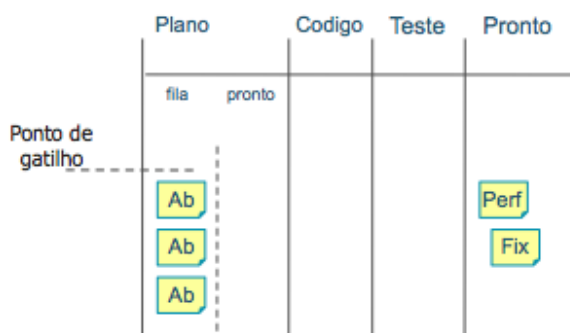 Plano Codigo Teste Pronto
fila pronto
Ponto de
gatilho
Ab Perf
Ab Fix
Ab